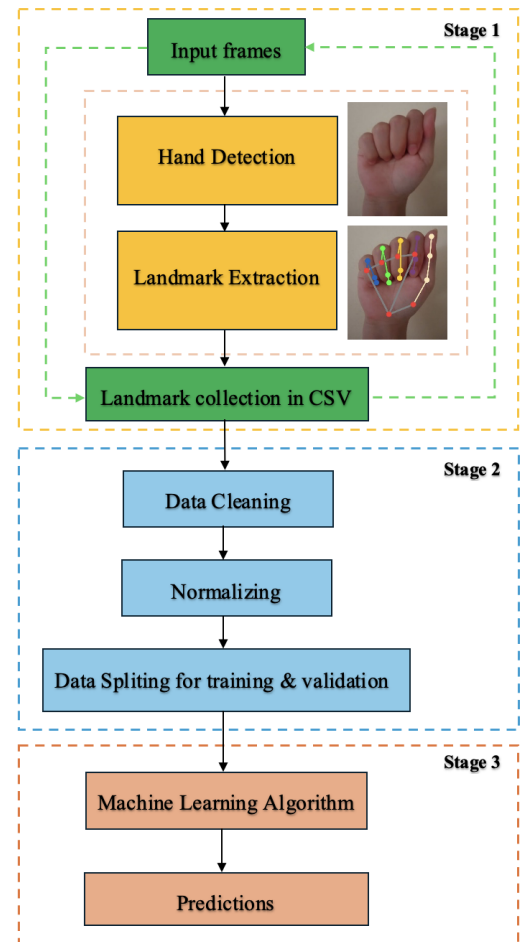 Stage 1
Input frames
Hand Detection
Landmark Extraction
Landmark collection in CSV
Stage 2
Data Cleaning
Normalizing
Data Spliting for training & validation
Stage 3
Machine Learning Algorithm
Predictions